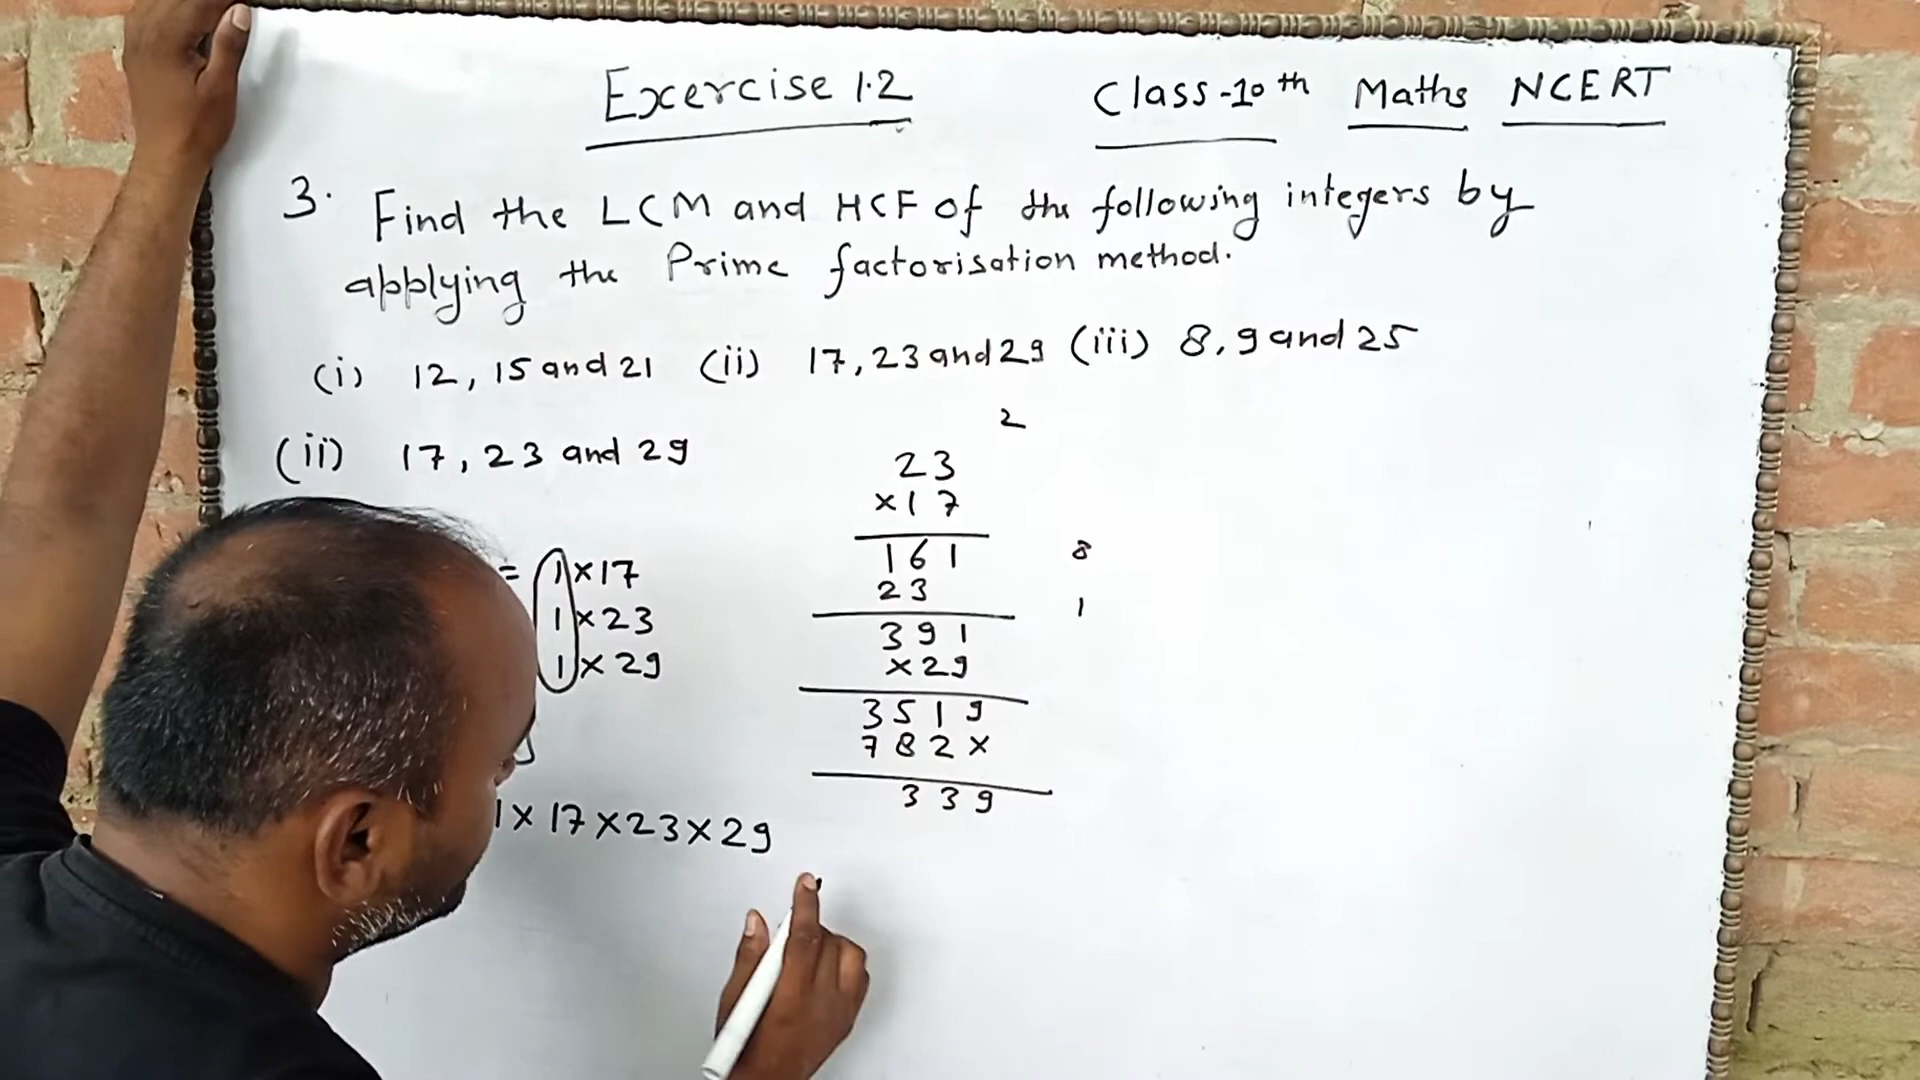 Exercise 1.2 Class-10th Maths NCERT
3. Find the LCM and HCF of the following integers by
applying the Prime factorisation method.
(i) 12, 15 and 21 (ii) 17, 23 and 29 (iii) 8, 9 and 25
(ii) 17, 23 and 29
= 1 × 17
1 × 23
1 × 29
1 × 17 × 23 × 29
2
23
×17
161
23
391
×29
3519
782×
339
8
1